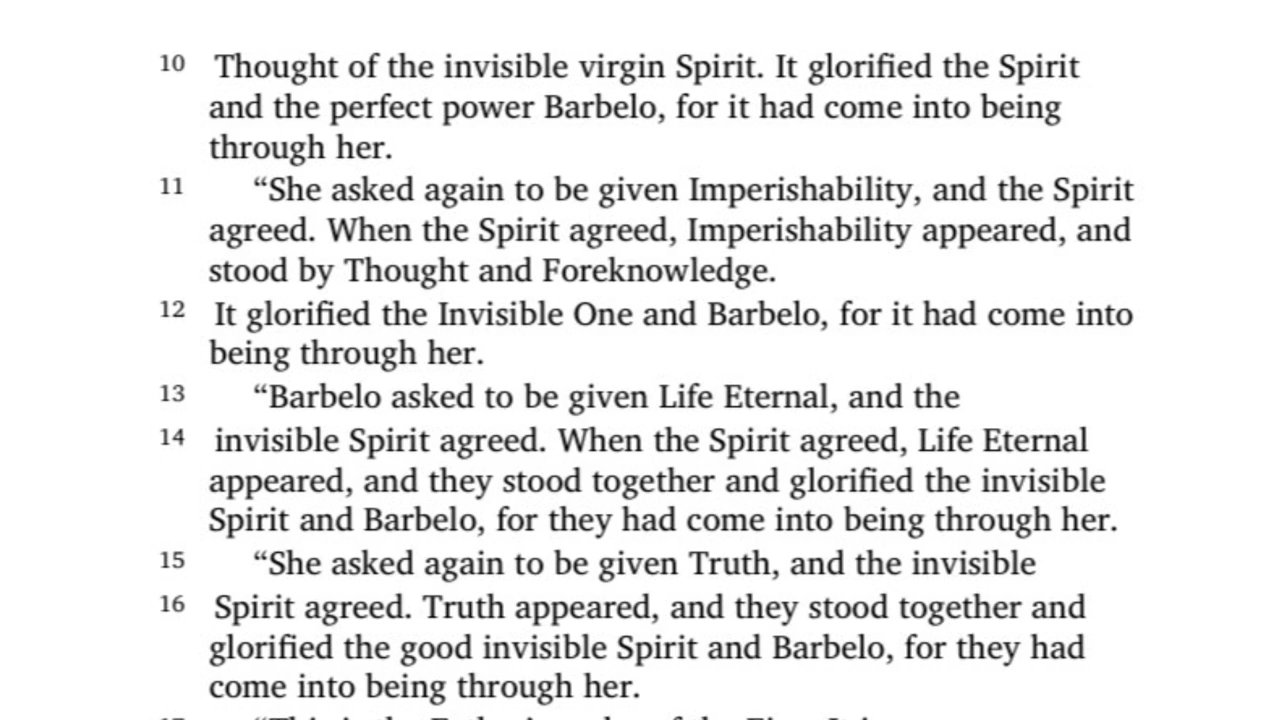 10 Thought of the invisible virgin Spirit. It glorified the Spirit
and the perfect power Barbelo, for it had come into being
through her.
11 “She asked again to be given Imperishability, and the Spirit
agreed. When the Spirit agreed, Imperishability appeared, and
stood by Thought and Foreknowledge.
12 It glorified the Invisible One and Barbelo, for it had come into
being through her.
13 “Barbelo asked to be given Life Eternal, and the
14 invisible Spirit agreed. When the Spirit agreed, Life Eternal
appeared, and they stood together and glorified the invisible
Spirit and Barbelo, for they had come into being through her.
15 “She asked again to be given Truth, and the invisible
16 Spirit agreed. Truth appeared, and they stood together and
glorified the good invisible Spirit and Barbelo, for they had
come into being through her.